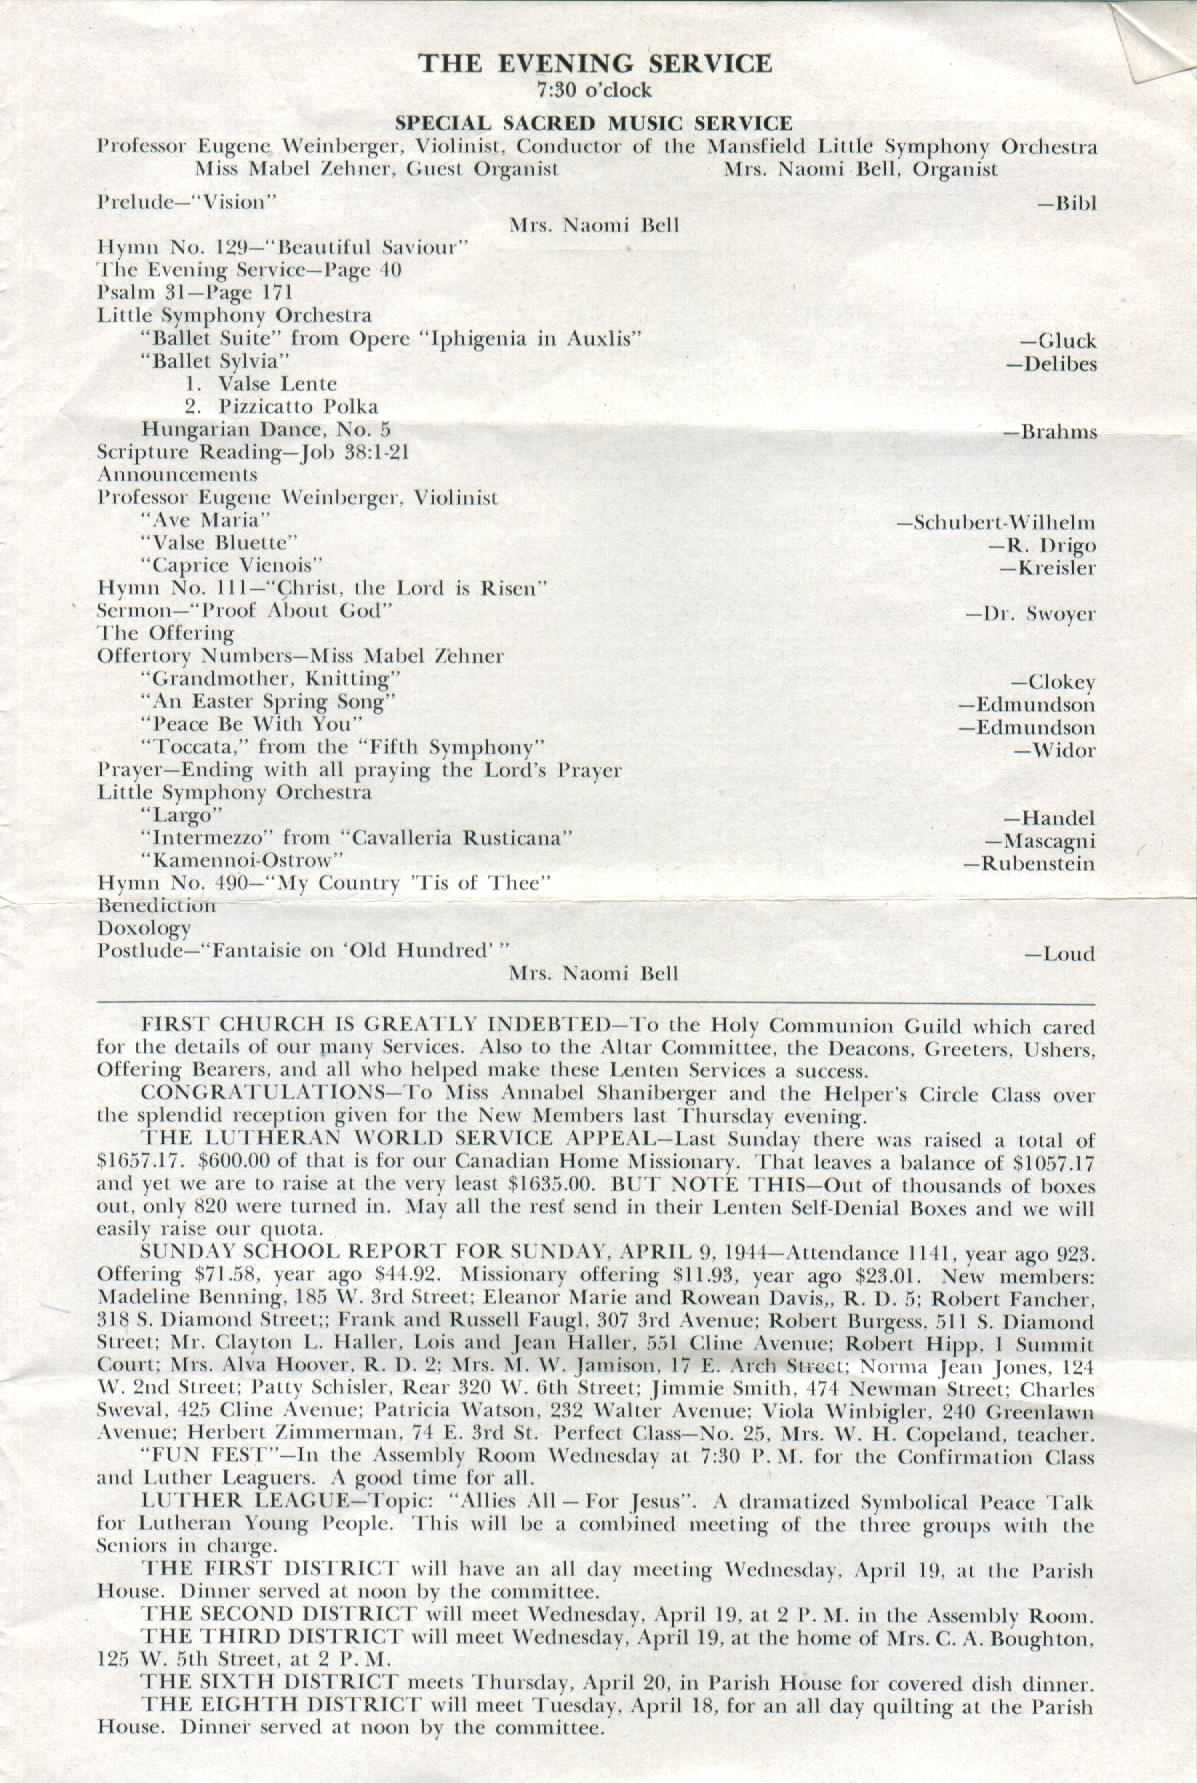 THE EVENING SERVICE
7:30 o'clock
SPECIAL SACRED MUSIC SERVICE
Professor Eugene Weinberger, Violinist, Conductor of the Mansfield Little Symphony Orchestra
Miss Mabel Zehner, Guest Organist Mrs. Naomi Bell, Organist
Prelude—“Vision” —Bibl
Mrs. Naomi Bell
Hymn No. 129—“Beautiful Saviour”
The Evening Service—Page 40
Psalm 31—Page 171
Little Symphony Orchestra
“Ballet Suite” from Opere “Iphigenia in Auxlis” —Gluck
“Ballet Sylvia” —Delibes
1. Valse Lente
2. Pizzicatto Polka
Hungarian Dance, No. 5 —Brahms
Scripture Reading—Job 38:1-21
Announcements
Professor Eugene Weinberger, Violinist
“Ave Maria” —Schubert-Wilhelm
“Valse Bluette” —R. Drigo
“Caprice Vienois” —Kreisler
Hymn No. 111—“Christ, the Lord is Risen”
Sermon—“Proof About God” —Dr. Swoyer
The Offering
Offertory Numbers—Miss Mabel Zehner
“Grandmother, Knitting” —Clokey
“An Easter Spring Song” —Edmundson
“Peace Be With You” —Edmundson
“Toccata,” from the “Fifth Symphony” —Widor
Prayer—Ending with all praying the Lord's Prayer
Little Symphony Orchestra
“Largo” —Handel
“Intermezzo” from “Cavalleria Rusticana” —Mascagni
“Kamennoi-Ostrow” —Rubenstein
Hymn No. 490—“My Country 'Tis of Thee”
Benediction
Doxology
Postlude—“Fantaisie on ‘Old Hundred’ ” —Loud
Mrs. Naomi Bell
FIRST CHURCH IS GREATLY INDEBTED—To the Holy Communion Guild which cared
for the details of our many Services. Also to the Altar Committee, the Deacons, Greeters, Ushers,
Offering Bearers, and all who helped make these Lenten Services a success.
CONGRATULATIONS—To Miss Annabel Shaniberger and the Helper's Circle Class over
the splendid reception given for the New Members last Thursday evening.
THE LUTHERAN WORLD SERVICE APPEAL—Last Sunday there was raised a total of
$1657.17. $600.00 of that is for our Canadian Home Missionary. That leaves a balance of $1057.17
and yet we are to raise at the very least $1635.00. BUT NOTE THIS—Out of thousands of boxes
out, only 820 were turned in. May all the rest send in their Lenten Self-Denial Boxes and we will
easily raise our quota.
SUNDAY SCHOOL REPORT FOR SUNDAY, APRIL 9, 1944—Attendance 1141, year ago 923.
Offering $71.58, year ago $44.92. Missionary offering $11.93, year ago $23.01. New members:
Madeline Benning, 185 W. 3rd Street; Eleanor Marie and Rowean Davis,, R. D. 5; Robert Fancher,
318 S. Diamond Street;; Frank and Russell Faugl, 307 3rd Avenue; Robert Burgess, 511 S. Diamond
Street; Mr. Clayton L. Haller, Lois and Jean Haller, 551 Cline Avenue; Robert Hipp, 1 Summit
Court; Mrs. Alva Hoover, R. D. 2; Mrs. M. W. Jamison, 17 E. Arch Street; Norma Jean Jones, 124
W. 2nd Street; Patty Schisler, Rear 320 W. 6th Street; Jimmie Smith, 474 Newman Street; Charles
Sweval, 425 Cline Avenue; Patricia Watson, 232 Walter Avenue; Viola Winbigler, 240 Greenlawn
Avenue; Herbert Zimmerman, 74 E. 3rd St. Perfect Class—No. 25, Mrs. W. H. Copeland, teacher.
“FUN FEST”—In the Assembly Room Wednesday at 7:30 P. M. for the Confirmation Class
and Luther Leaguers. A good time for all.
LUTHER LEAGUE—Topic: “Allies All — For Jesus”. A dramatized Symbolical Peace Talk
for Lutheran Young People. This will be a combined meeting of the three groups with the
Seniors in charge.
THE FIRST DISTRICT will have an all day meeting Wednesday, April 19, at the Parish
House. Dinner served at noon by the committee.
THE SECOND DISTRICT will meet Wednesday, April 19, at 2 P. M. in the Assembly Room.
THE THIRD DISTRICT will meet Wednesday, April 19, at the home of Mrs. C. A. Boughton,
125 W. 5th Street, at 2 P. M.
THE SIXTH DISTRICT meets Thursday, April 20, in Parish House for covered dish dinner.
THE EIGHTH DISTRICT will meet Tuesday, April 18, for an all day quilting at the Parish
House. Dinner served at noon by the committee.